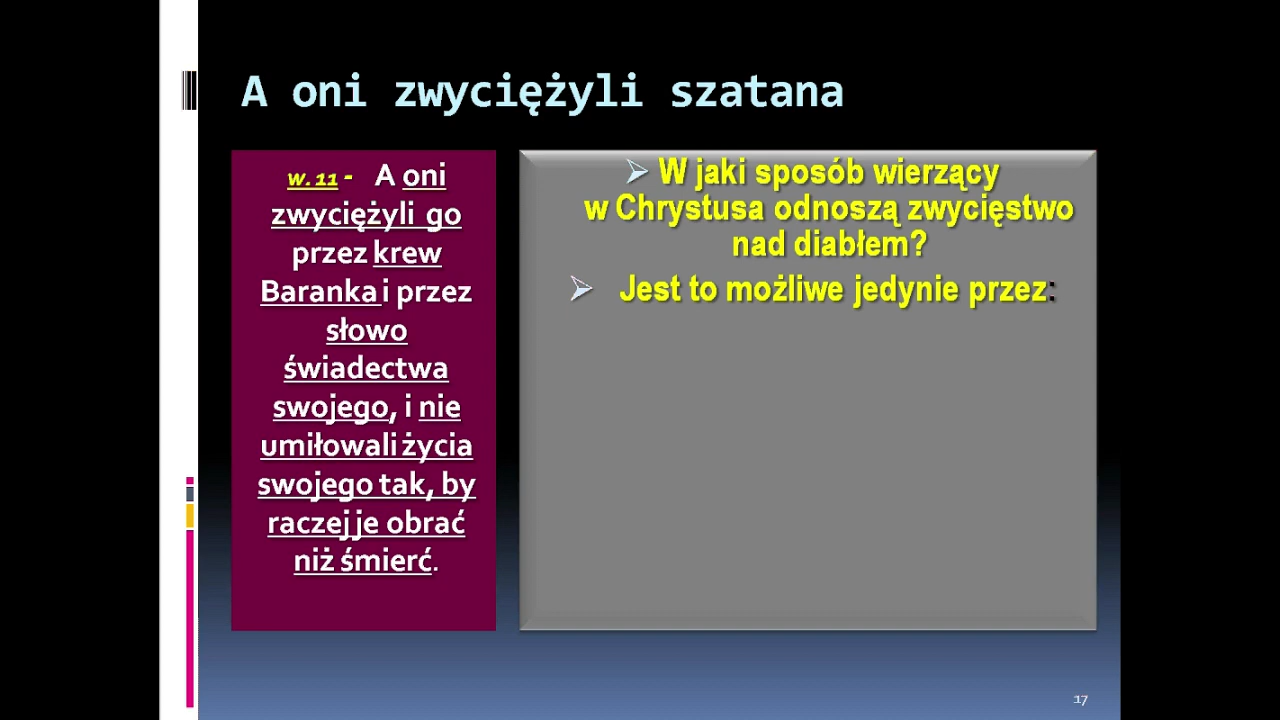 A oni zwyciężyli szatana
w.11 - A oni
zwyciężyli go
przez krew
Baranka i przez
słowo
świadectwa
swojego, i nie
umiłowali życia
swojego tak, by
raczej je obrać
niż śmierć.
➢ W jaki sposób wierzący
w Chrystusa odnoszą zwycięstwo
nad diabłem?
➢ Jest to możliwe jedynie przez:
17